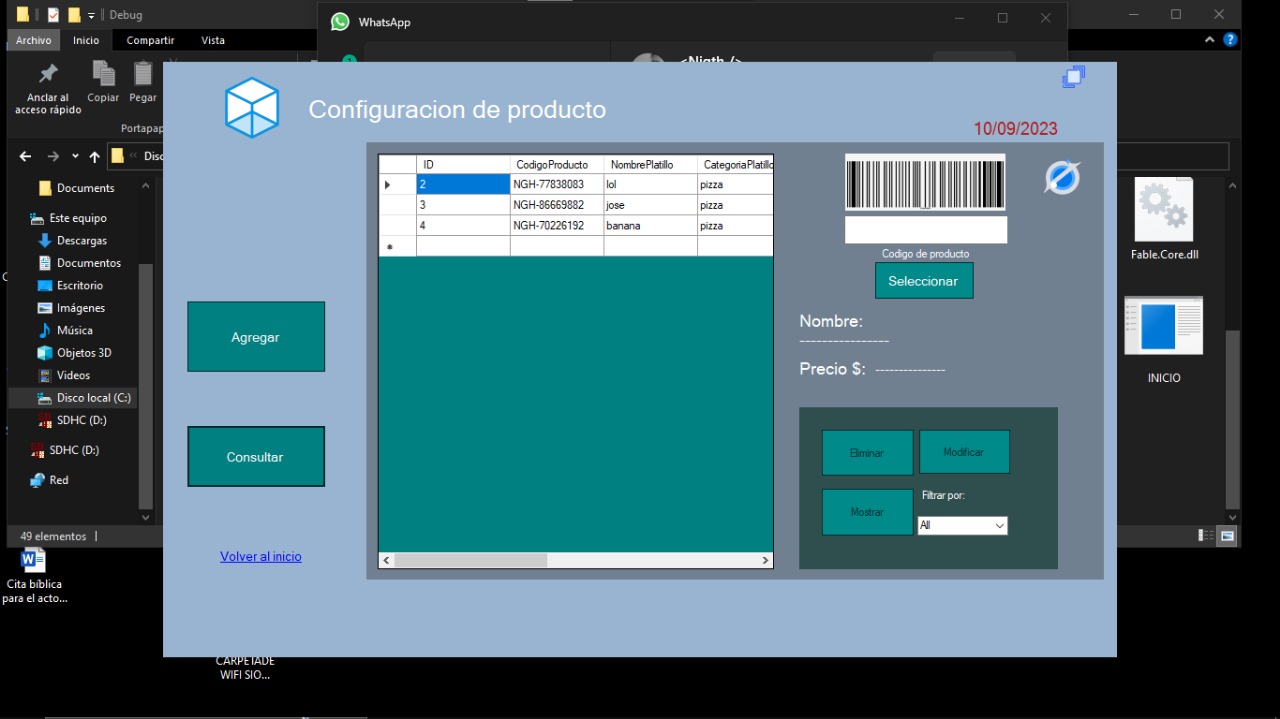 Debug
WhatsApp
Archivo
Inicio
Compartir
Vista
Anclar al
acceso rápido
Copiar
Pegar
Portapap
<Nigth />
Disc
Documents
Este equipo
Descargas
Documentos
Escritorio
Imágenes
Música
Objetos 3D
Videos
Disco local (C:)
SDHC (D:)
SDHC (D:)
Red
49 elementos
Cita bíblica
para el acto...
CARPETADE
WIFI SIO...
Fable.Core.dll
INICIO
Configuracion de producto
10/09/2023
ID CodigoProducto NombrePlatillo CategoriaPlatillo
2 NGH-77838083 lol pizza
3 NGH-86669882 jose pizza
4 NGH-70226192 banana pizza
Agregar
Consultar
Volver al inicio
Codigo de producto
Seleccionar
Nombre:
----------------
Precio $: ---------------
Eliminar
Modificar
Mostrar
Filtrar por:
All